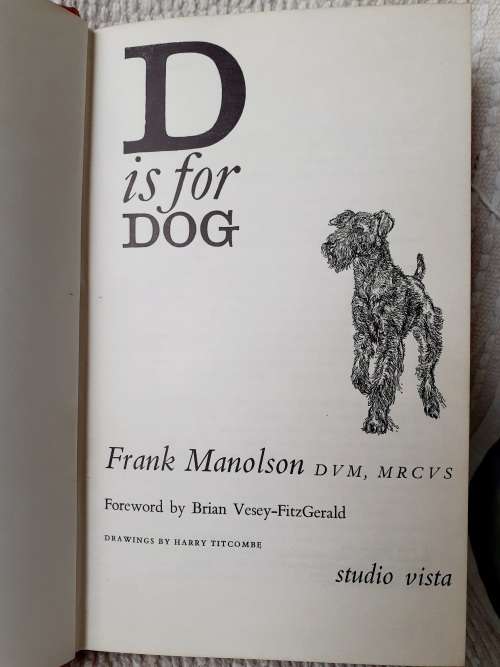 D
is for
DOG
Frank Manolson DVM, MRCVS
Foreword by Brian Vesey-FitzGerald
DRAWINGS BY HARRY TITCOMBE
studio vista